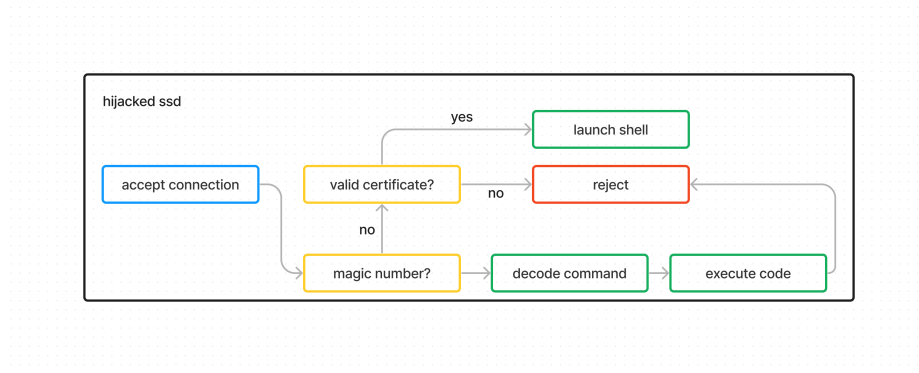 hijacked ssd
yes
launch shell
accept connection
valid certificate?
no
reject
no
magic number?
decode command
execute code